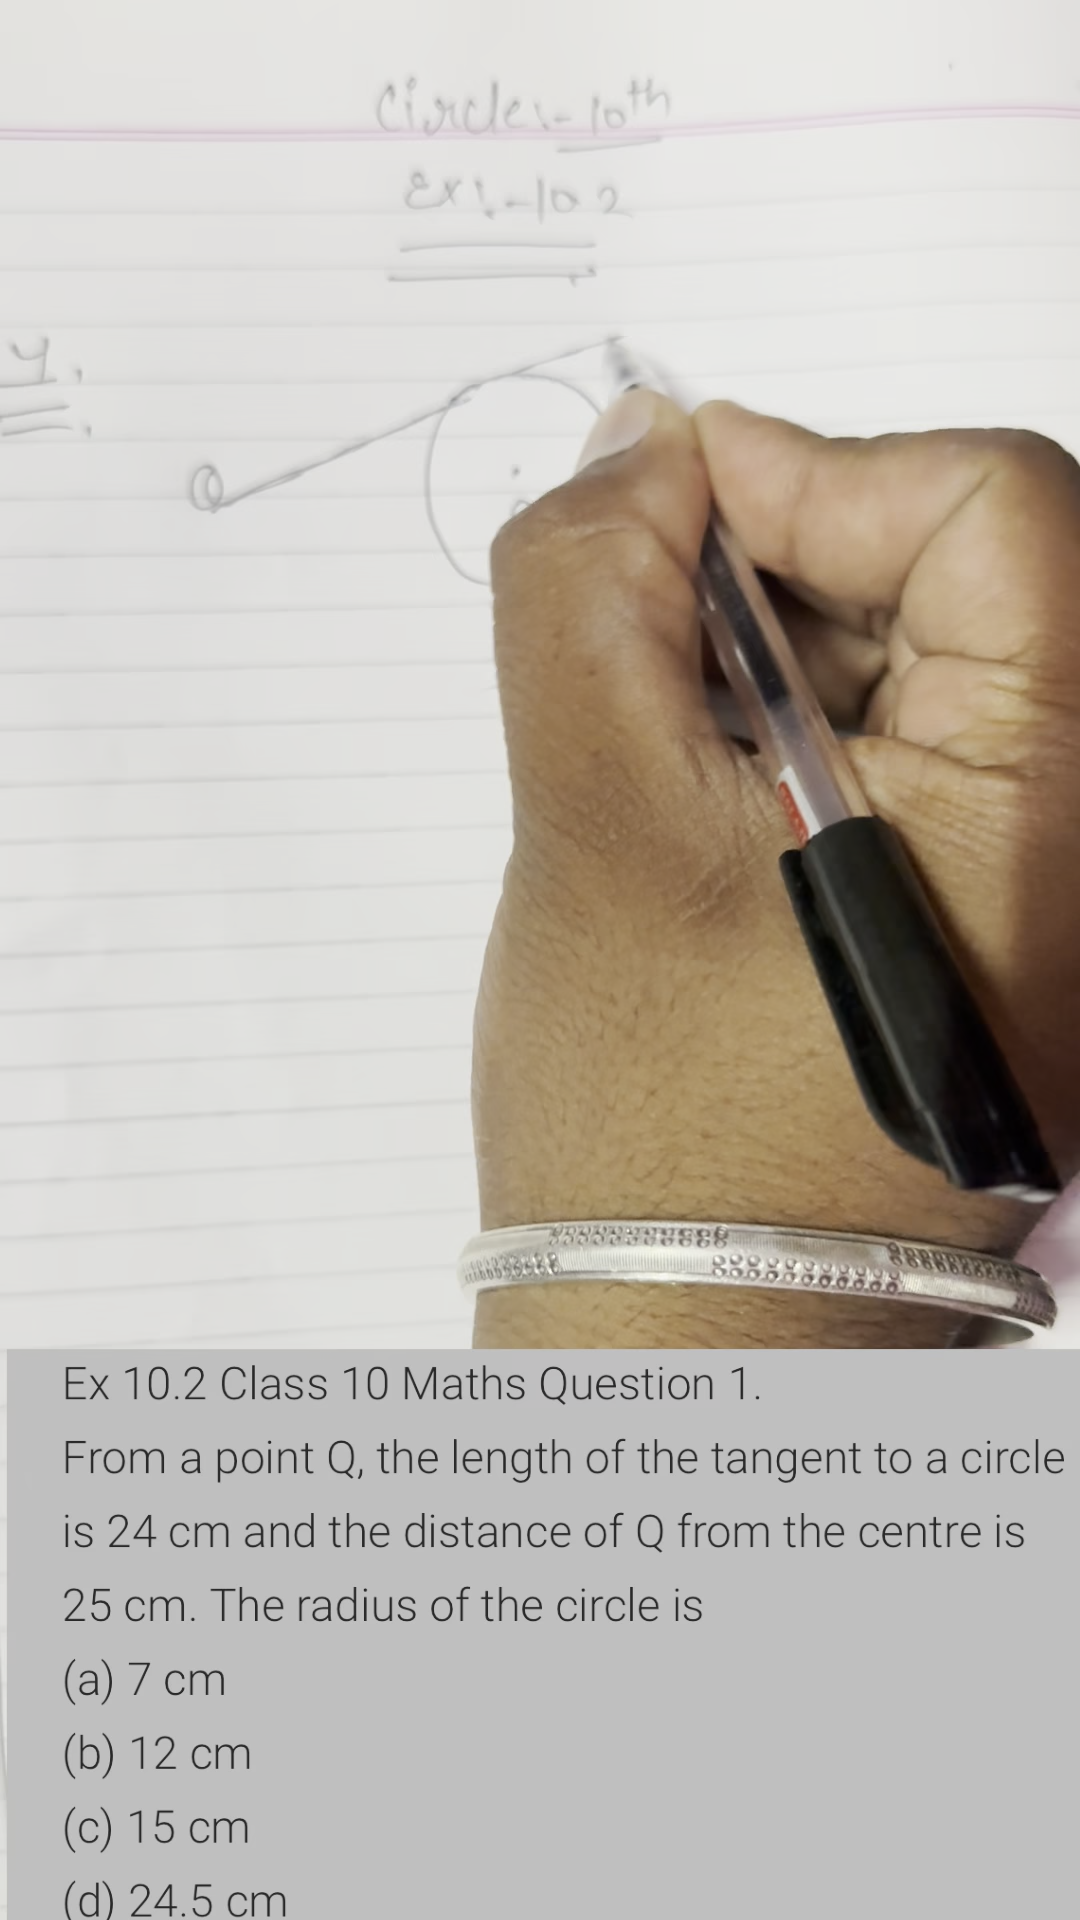 Circle:- 10th
Ex:- 10.2
Q
Ex 10.2 Class 10 Maths Question 1.
From a point Q, the length of the tangent to a circle
is 24 cm and the distance of Q from the centre is
25 cm. The radius of the circle is
(a) 7 cm
(b) 12 cm
(c) 15 cm
(d) 24.5 cm